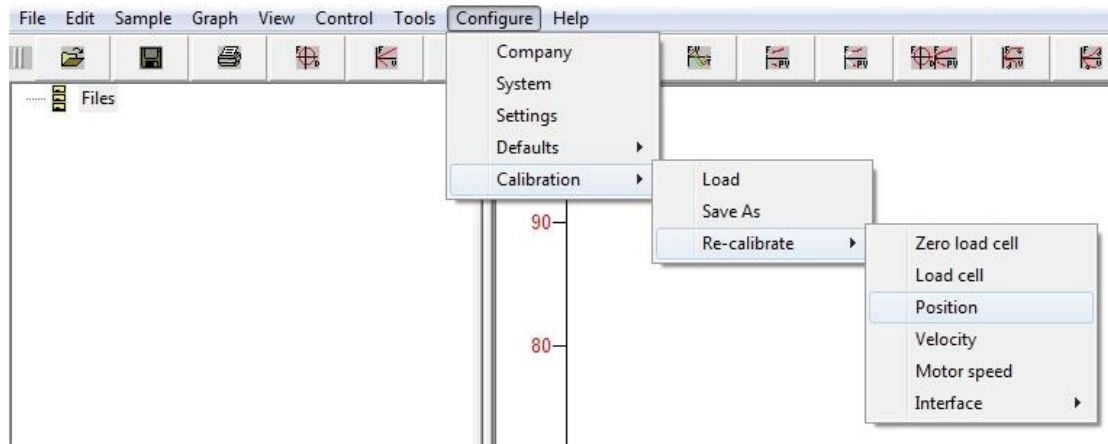 File Edit Sample Graph View Control Tools Configure Help
Company
System
Settings
Defaults
Calibration
Files
Load
Save As
Re-calibrate
90
Zero load cell
Load cell
Position
Velocity
Motor speed
Interface
80